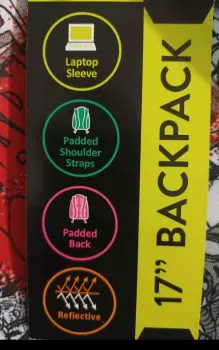 Laptop
Sleeve
Padded
Shoulder
Straps
Padded
Back
Reflective
17” BACKPACK